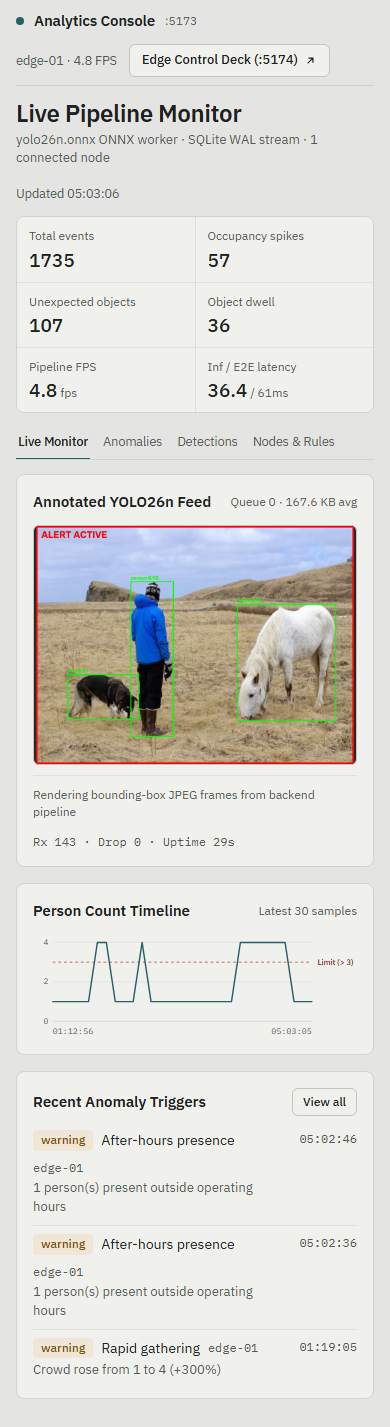 Analytics Console :5173
edge-01 · 4.8 FPS
Edge Control Deck (:5174) ↗
Live Pipeline Monitor
yolo26n.onnx ONNX worker · SQLite WAL stream · 1
connected node
Updated 05:03:06
Total events
1735
Occupancy spikes
57
Unexpected objects
107
Object dwell
36
Pipeline FPS
4.8 fps
Inf / E2E latency
36.4 / 61ms
Live Monitor Anomalies Detections Nodes & Rules
Annotated YOLO26n Feed
Queue 0 · 167.6 KB avg
ALERT ACTIVE
Rendering bounding-box JPEG frames from backend
pipeline
Rx 143 · Drop 0 · Uptime 29s
Person Count Timeline
Latest 30 samples
4
Limit (> 3)
2
0
01:12:56 05:03:05
Recent Anomaly Triggers
View all
warning After-hours presence 05:02:46
edge-01
1 person(s) present outside operating
hours
warning After-hours presence 05:02:36
edge-01
1 person(s) present outside operating
hours
warning Rapid gathering edge-01 01:19:05
Crowd rose from 1 to 4 (+300%)